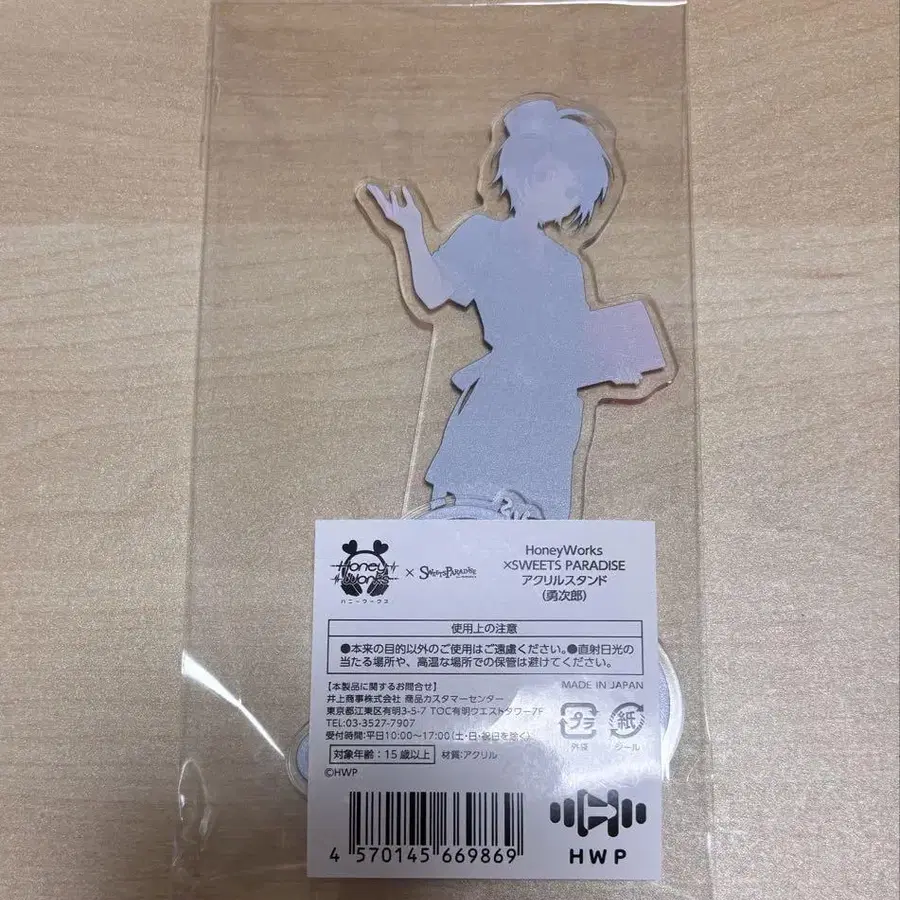 Honey Works
ハニーワークス
×
SWEETS PARADISE
HoneyWorks
×SWEETS PARADISE
アクリルスタンド
(勇次郎)
使用上の注意
●本来の目的以外のご使用はご遠慮ください。●直射日光の
当たる場所や、高温な場所での保管は避けてください。
【本製品に関するお問合せ】
井上商事株式会社 商品カスタマーセンター
東京都江東区有明3-5-7 TOC有明ウエストタワー7F
TEL:03-3527-7907
受付時間:平日10:00~17:00(土・日・祝日を除く)
対象年齢:15歳以上 材質:アクリル
©HWP
MADE IN JAPAN
プラ
外袋
紙
シール
4 570145 669869
HWP